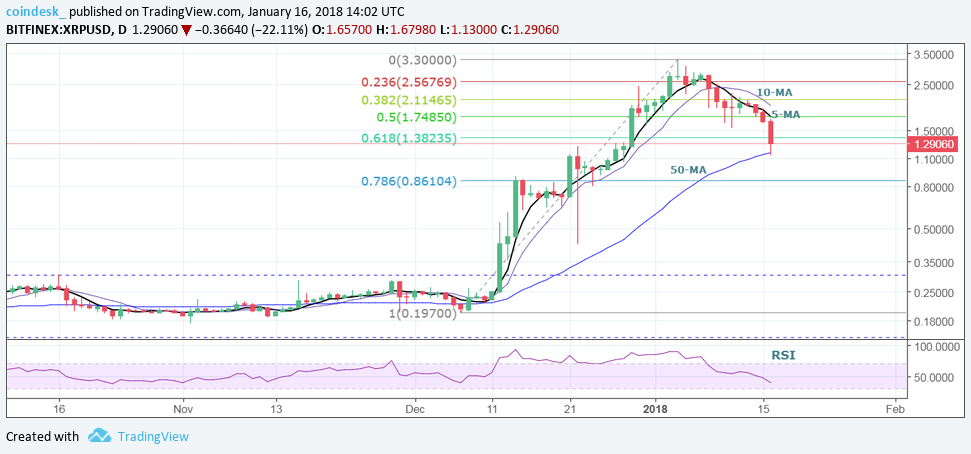 coindesk_ published on TradingView.com, January 16, 2018 14:02 UTC
BITFINEX:XRPUSD, D 1.29060 ▼ −0.36640 (−22.11%) O:1.65700 H:1.67980 L:1.13000 C:1.29060
3.50000
0(3.30000)
2.50000
0.236(2.56769)
10-MA
0.382(2.11465)
5-MA
0.5(1.74850)
1.50000
0.618(1.38235)
1.29060
1.10000
50-MA
0.786(0.86104)
0.80000
0.50000
0.35000
0.25000
1(0.19700)
0.18000
100.0000
RSI
50.0000
16 Nov 13 Dec 11 21 2018 15 Feb
Created with TradingView